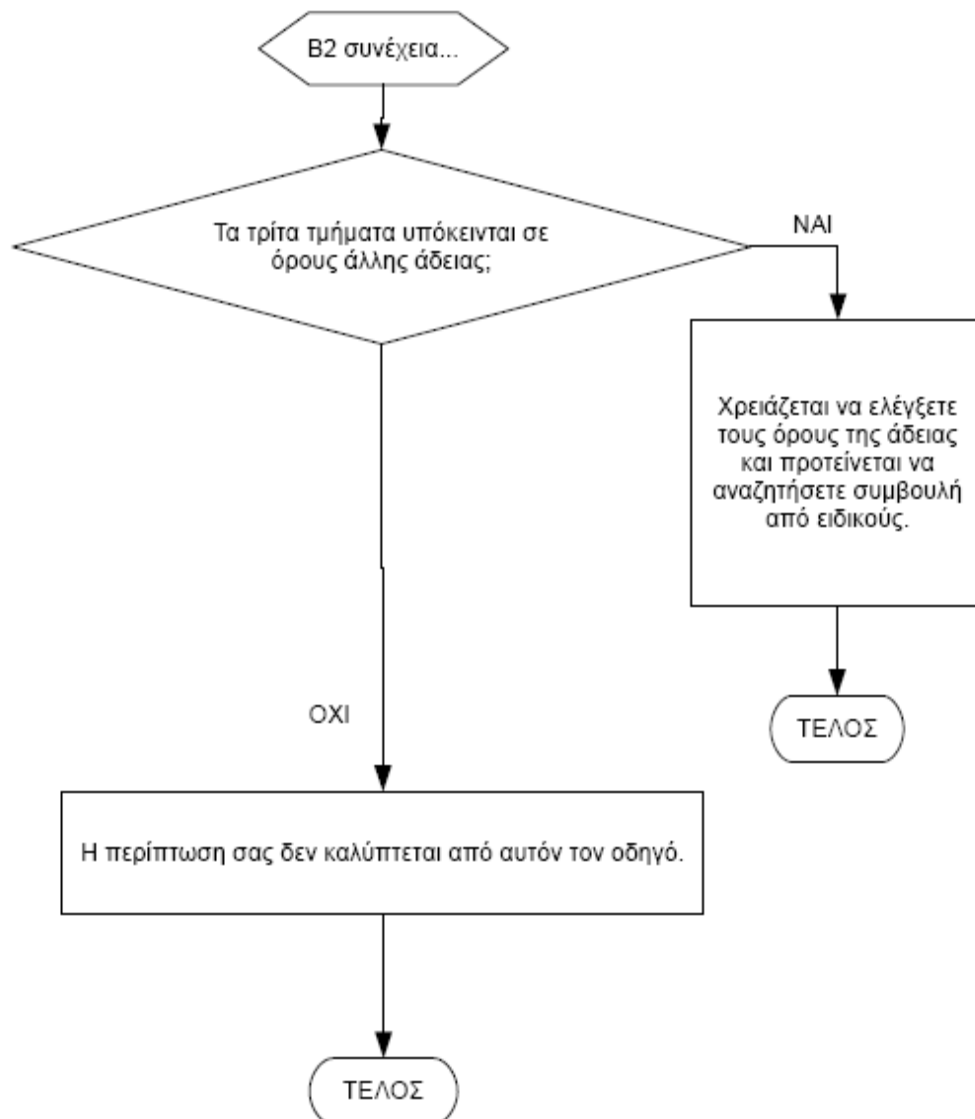 Β2 συνέχεια...
Τα τρίτα τμήματα υπόκεινται σε
όρους άλλης άδειας;
ΝΑΙ
Χρειάζεται να ελέγξετε
τους όρους της άδειας
και προτείνεται να
αναζητήσετε συμβουλή
από ειδικούς.
ΤΕΛΟΣ
ΟΧΙ
Η περίπτωση σας δεν καλύπτεται από αυτόν τον οδηγό.
ΤΕΛΟΣ